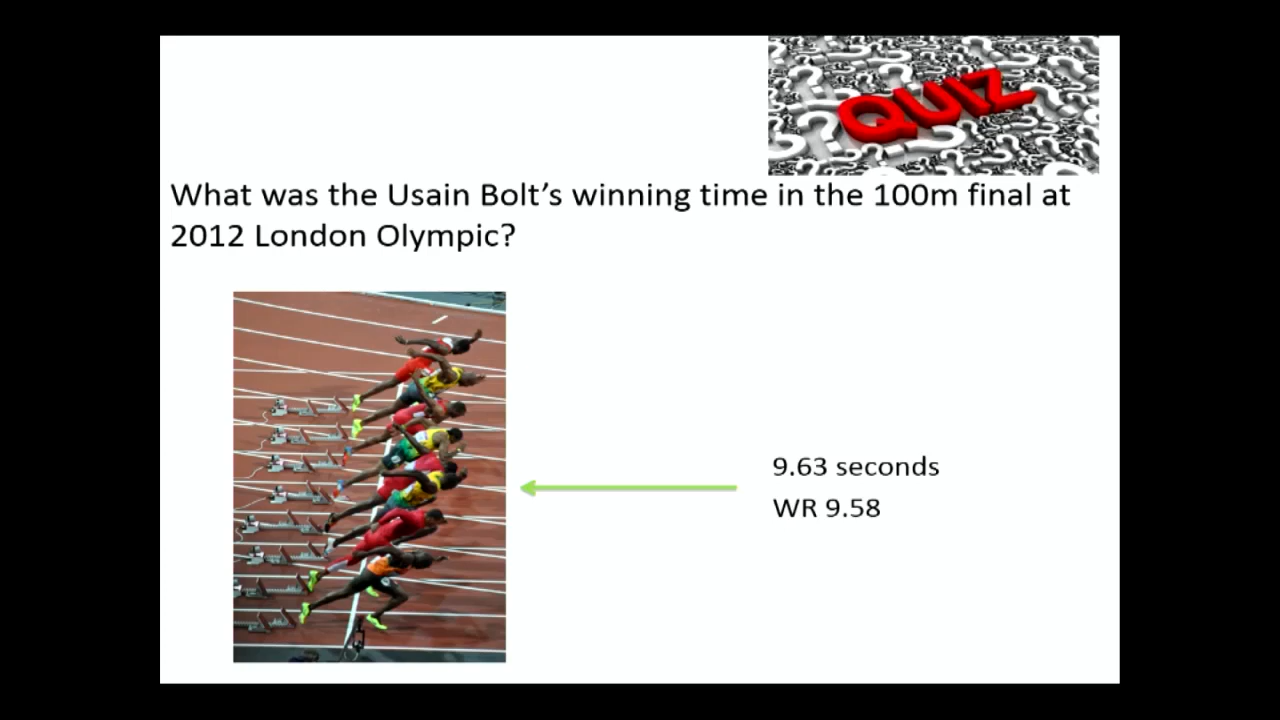 QUIZ
What was the Usain Bolt’s winning time in the 100m final at
2012 London Olympic?
9.63 seconds
WR 9.58